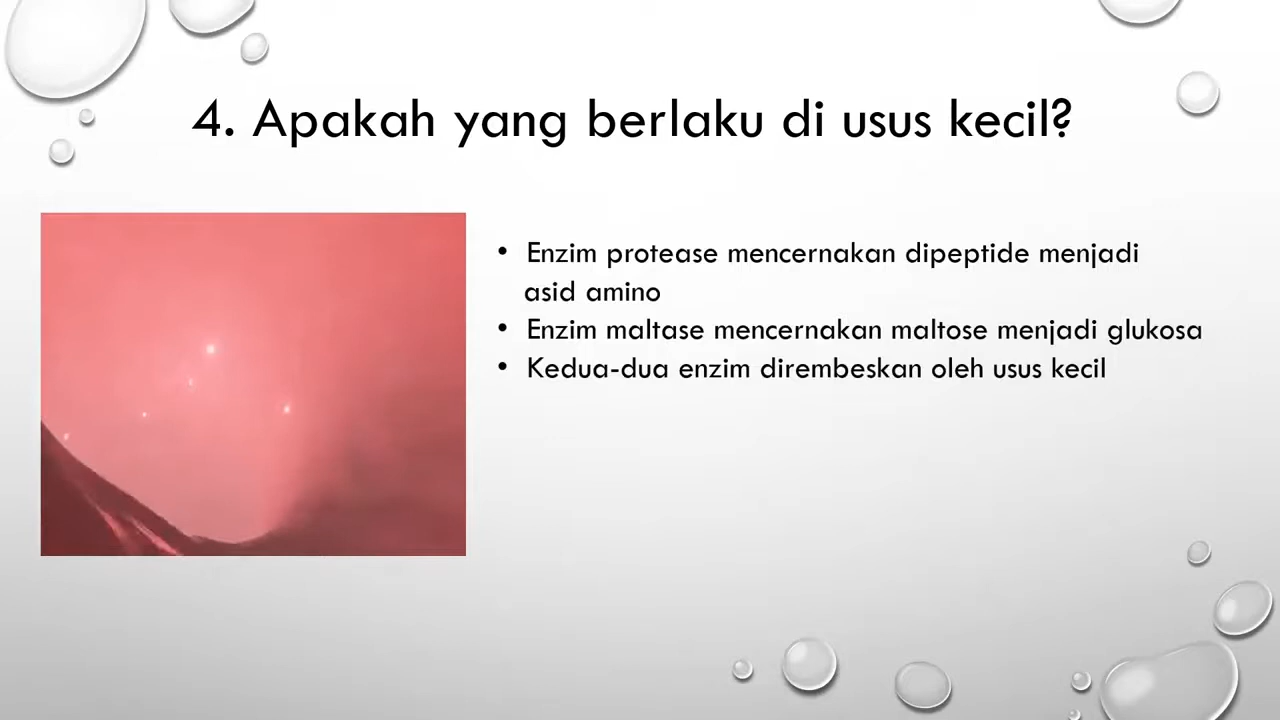 4. Apakah yang berlaku di usus kecil?
• Enzim protease mencernakan dipeptide menjadi
asid amino
• Enzim maltase mencernakan maltose menjadi glukosa
• Kedua-dua enzim dirembeskan oleh usus kecil